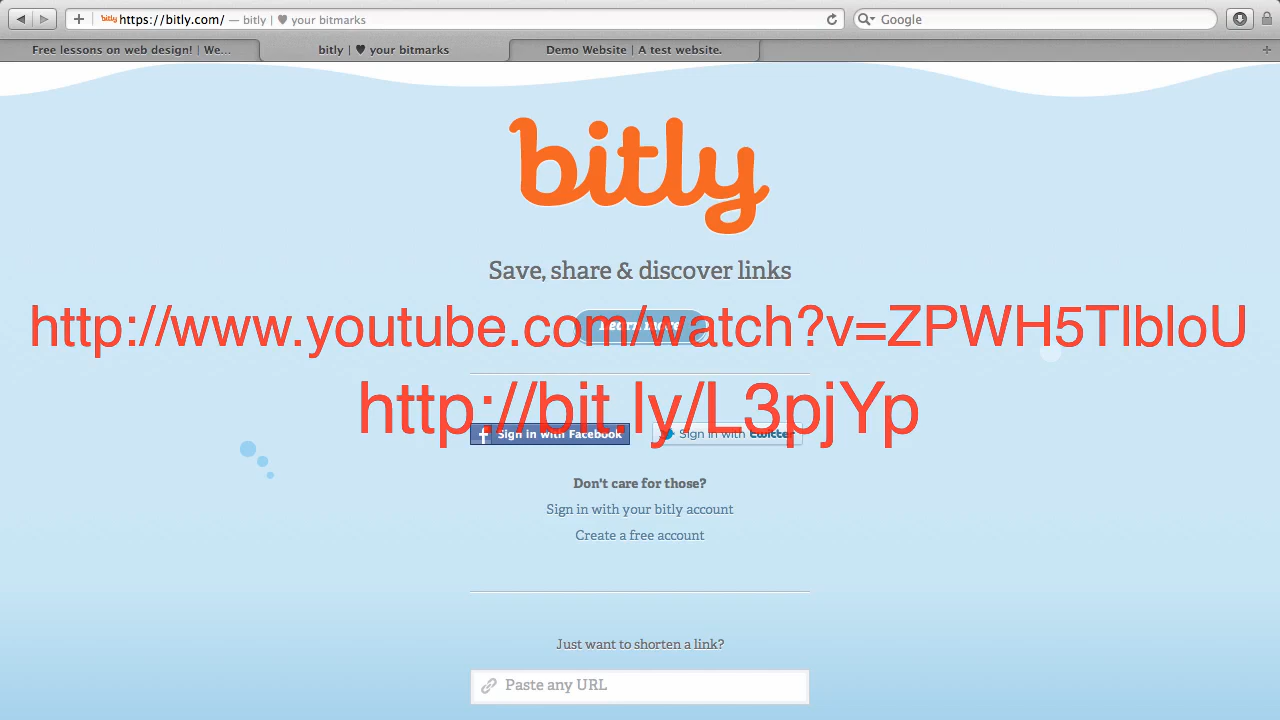 bitly https://bitly.com/ — bitly | ♥ your bitmarks
Google
Free lessons on web design! | We...
bitly | ♥ your bitmarks
Demo Website | A test website.
bitly
Save, share & discover links
Learn more
http://www.youtube.com/watch?v=ZPWH5TlbloU
http://bit.ly/L3pjYp
Sign in with Facebook
Sign in with twitter
Don't care for those?
Sign in with your bitly account
Create a free account
Just want to shorten a link?
Paste any URL